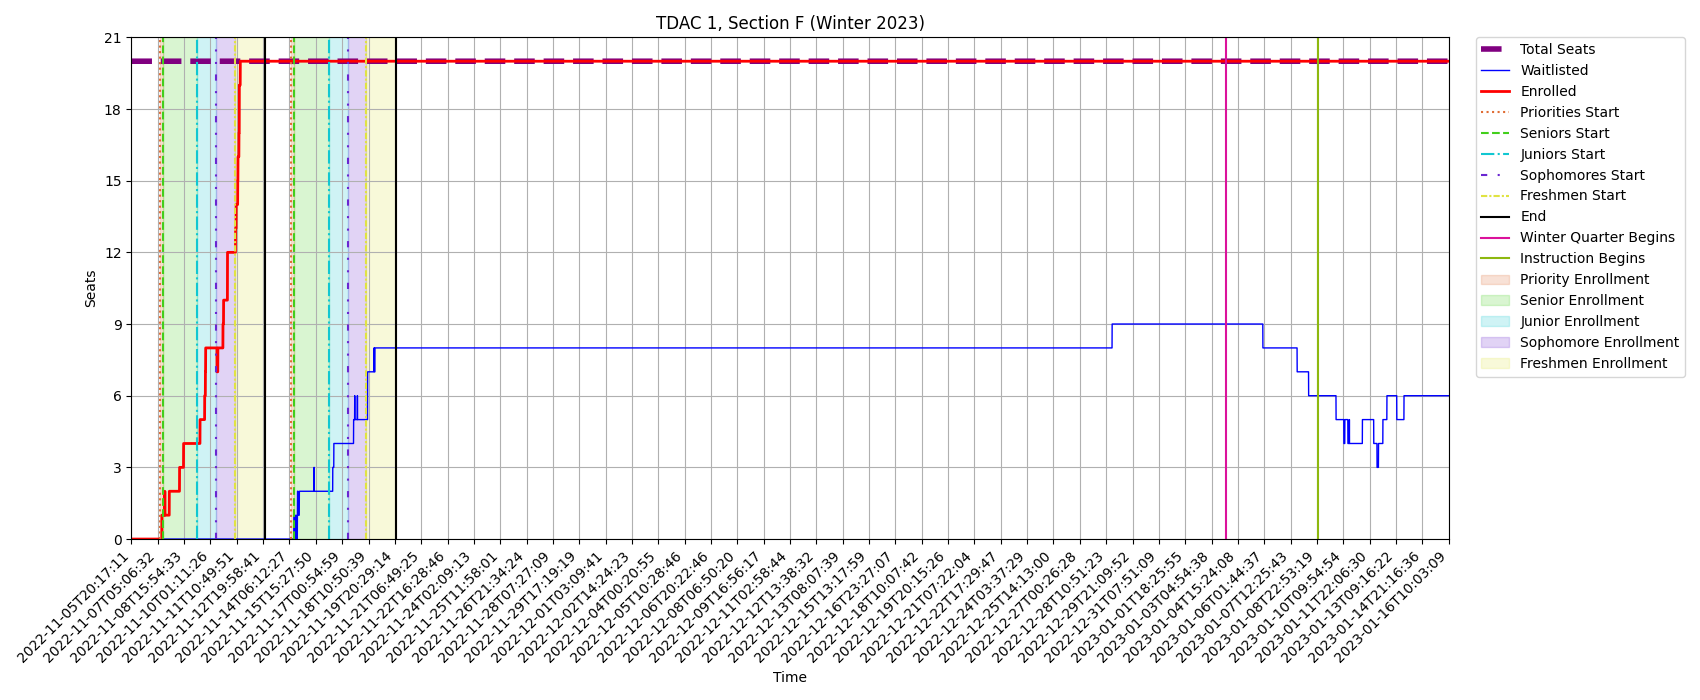 TDAC 1, Section F (Winter 2023)
21
18
15
12
9
6
3
0
Seats
2022-11-05T20:17:11
2022-11-07T05:06:32
2022-11-08T15:54:33
2022-11-10T01:11:26
2022-11-11T10:49:51
2022-11-12T19:58:41
2022-11-14T06:12:27
2022-11-15T15:27:50
2022-11-17T00:54:59
2022-11-18T10:50:39
2022-11-19T20:29:14
2022-11-21T06:49:25
2022-11-22T16:28:46
2022-11-24T02:09:13
2022-11-25T11:58:01
2022-11-26T21:34:24
2022-11-28T07:27:09
2022-11-29T17:19:19
2022-12-01T03:09:41
2022-12-02T14:24:23
2022-12-04T00:20:55
2022-12-05T10:28:46
2022-12-06T20:22:46
2022-12-08T06:50:20
2022-12-09T16:56:17
2022-12-11T02:58:44
2022-12-12T13:38:32
2022-12-13T18:07:39
2022-12-15T13:17:59
2022-12-16T23:27:07
2022-12-18T10:07:42
2022-12-19T20:15:26
2022-12-21T07:22:04
2022-12-22T17:29:47
2022-12-24T03:37:29
2022-12-25T14:13:00
2022-12-27T00:26:28
2022-12-28T10:51:23
2022-12-29T21:09:52
2022-12-31T07:51:09
2023-01-01T18:25:55
2023-01-03T04:54:38
2023-01-04T15:24:08
2023-01-06T01:44:37
2023-01-07T12:25:43
2023-01-08T22:53:19
2023-01-10T09:54:54
2023-01-11T22:06:30
2023-01-13T09:16:22
2023-01-14T21:16:36
2023-01-16T10:03:09
Time
Total Seats
Waitlisted
Enrolled
Priorities Start
Seniors Start
Juniors Start
Sophomores Start
Freshmen Start
End
Winter Quarter Begins
Instruction Begins
Priority Enrollment
Senior Enrollment
Junior Enrollment
Sophomore Enrollment
Freshmen Enrollment